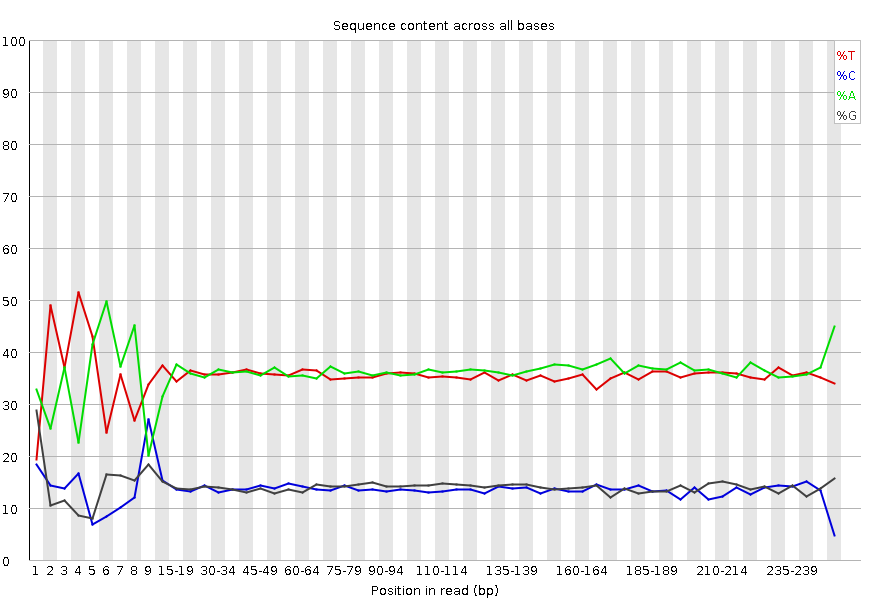 Sequence content across all bases
100
90
80
70
60
50
40
30
20
10
0
%T
%C
%A
%G
1 2 3 4 5 6 7 8 9 15-19 30-34 45-49 60-64 75-79 90-94 110-114 135-139 160-164 185-189 210-214 235-239
Position in read (bp)